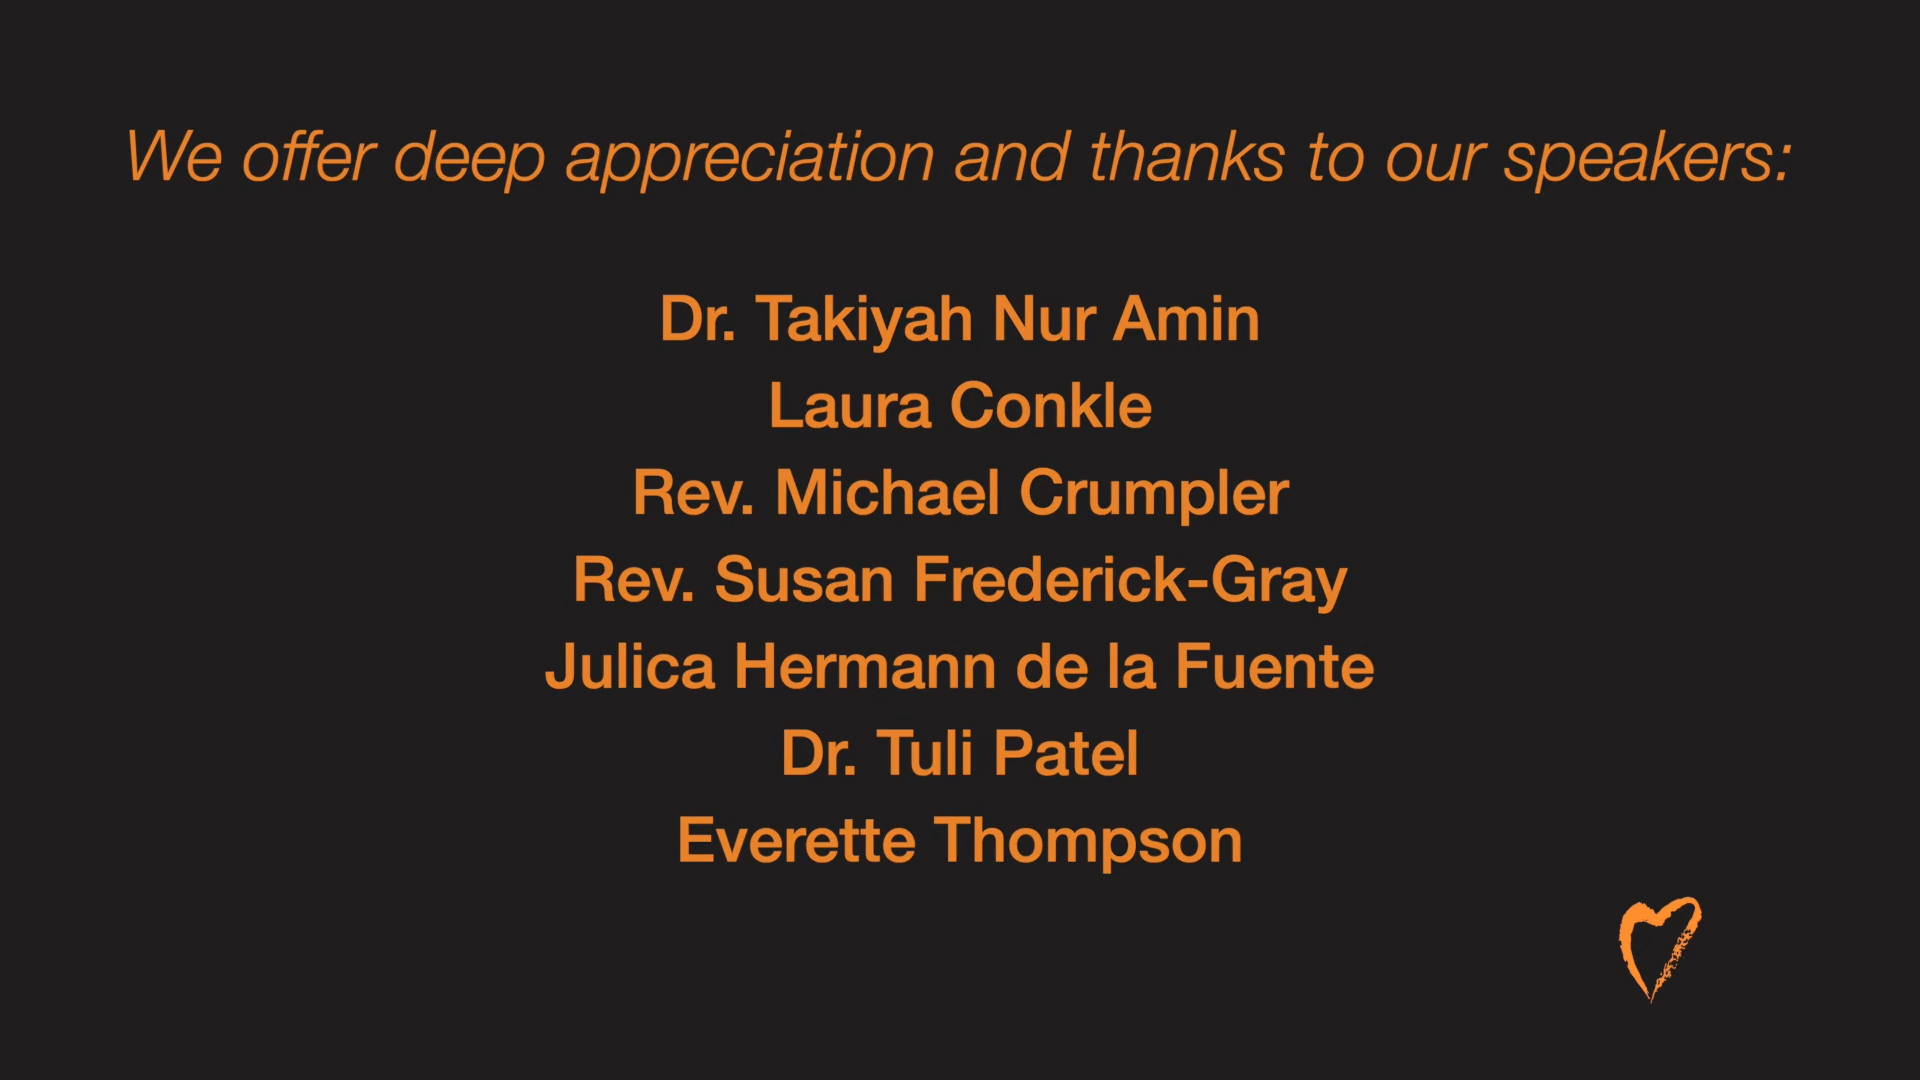 We offer deep appreciation and thanks to our speakers:
Dr. Takiyah Nur Amin
Laura Conkle
Rev. Michael Crumpler
Rev. Susan Frederick-Gray
Julica Hermann de la Fuente
Dr. Tuli Patel
Everette Thompson